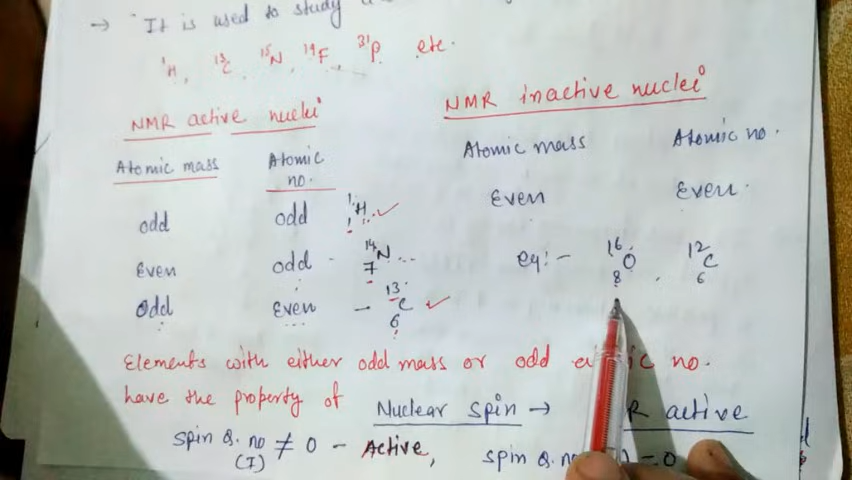 → It is used to study
¹H, ¹³C, ¹⁵N, ¹⁹F, ³¹P etc.
NMR active nuclei
Atomic mass Atomic no.
odd odd ¹₁H
Even odd ¹⁴₇N
Odd Even – ¹³₆C
NMR inactive nuclei
Atomic mass Atomic no.
Even Even
eg:- ¹⁶₈O , ¹²₆C
Elements with either odd mass or odd no.
have the property of Nuclear spin → active
spin Q. no (I) ≠ 0 – Active, spin Q. no = 0